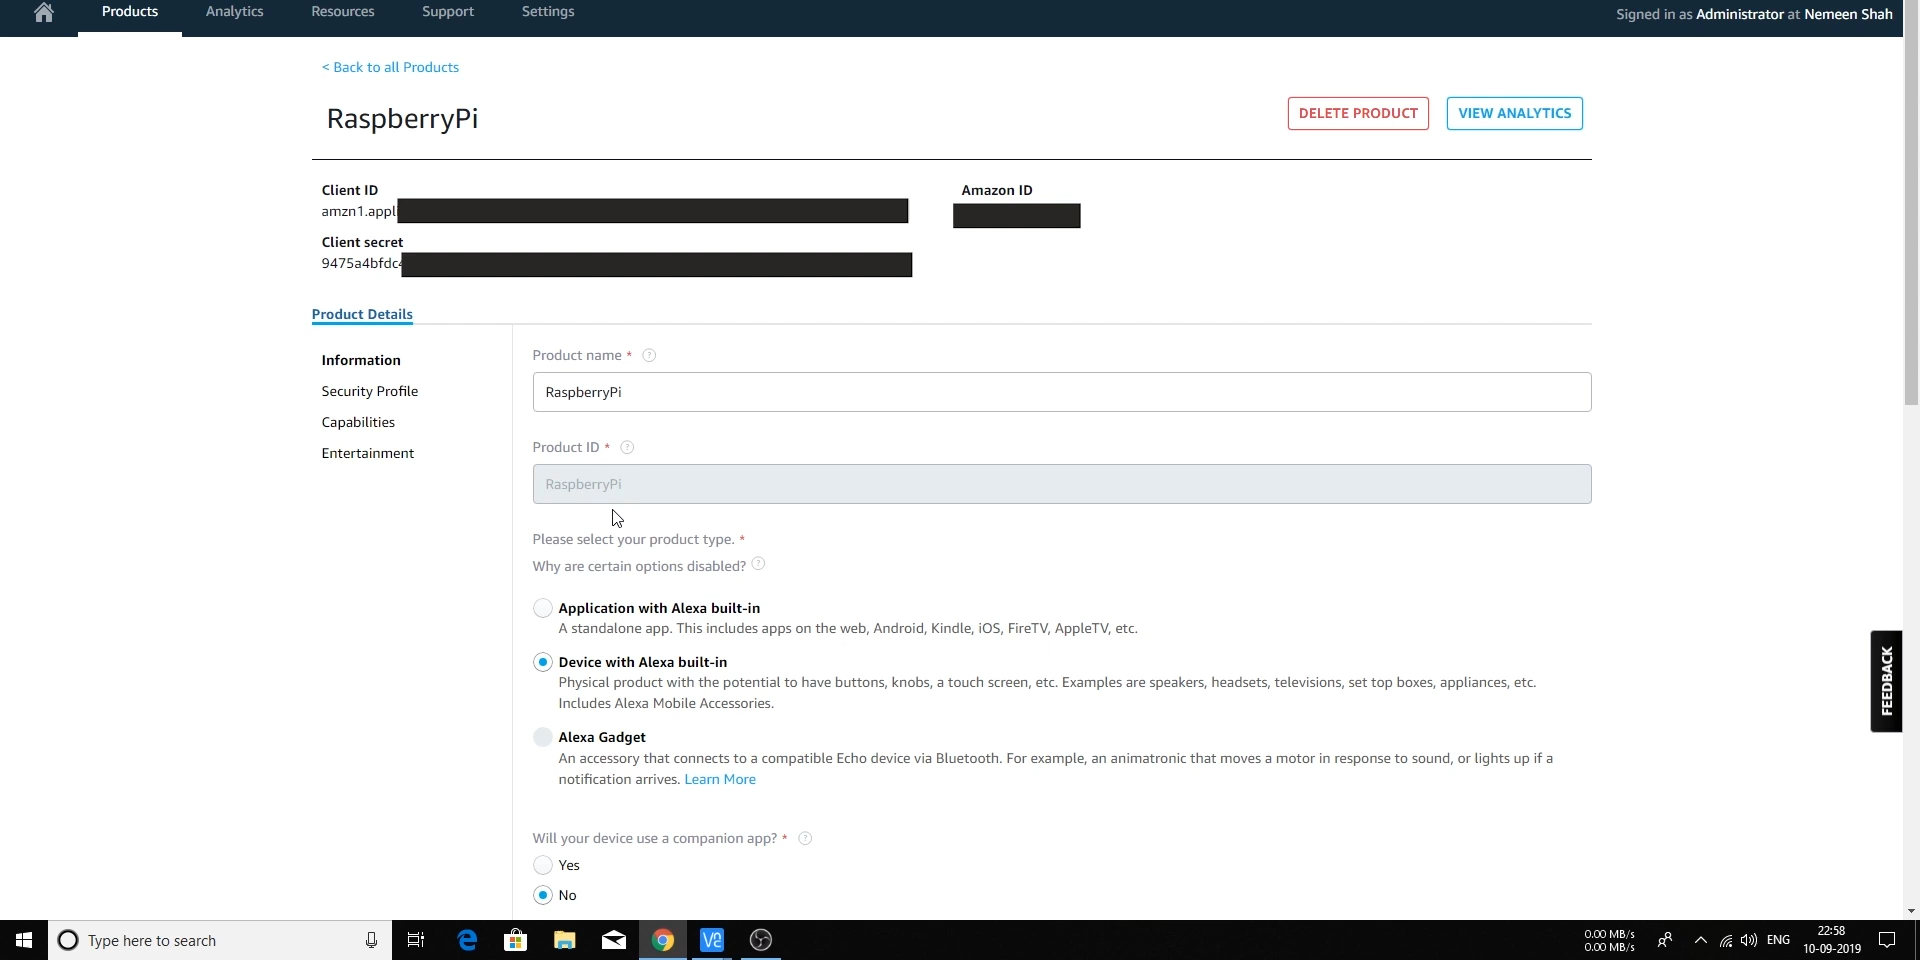 Products Analytics Resources Support Settings Signed in as Administrator at Nemeen Shah
< Back to all Products
RaspberryPi DELETE PRODUCT VIEW ANALYTICS
Client ID Amazon ID
amzn1.appl
Client secret
9475a4bfdc4
Product Details
Information
Security Profile
Capabilities
Entertainment
Product name * ?
RaspberryPi
Product ID * ?
RaspberryPi
Please select your product type. *
Why are certain options disabled? ?
Application with Alexa built-in
A standalone app. This includes apps on the web, Android, Kindle, iOS, FireTV, AppleTV, etc.
Device with Alexa built-in
Physical product with the potential to have buttons, knobs, a touch screen, etc. Examples are speakers, headsets, televisions, set top boxes, appliances, etc.
Includes Alexa Mobile Accessories.
Alexa Gadget
An accessory that connects to a compatible Echo device via Bluetooth. For example, an animatronic that moves a motor in response to sound, or lights up if a
notification arrives. Learn More
Will your device use a companion app? * ?
Yes
No
FEEDBACK
Type here to search
0.00 MB/s
0.00 MB/s
ENG
22:58
10-09-2019